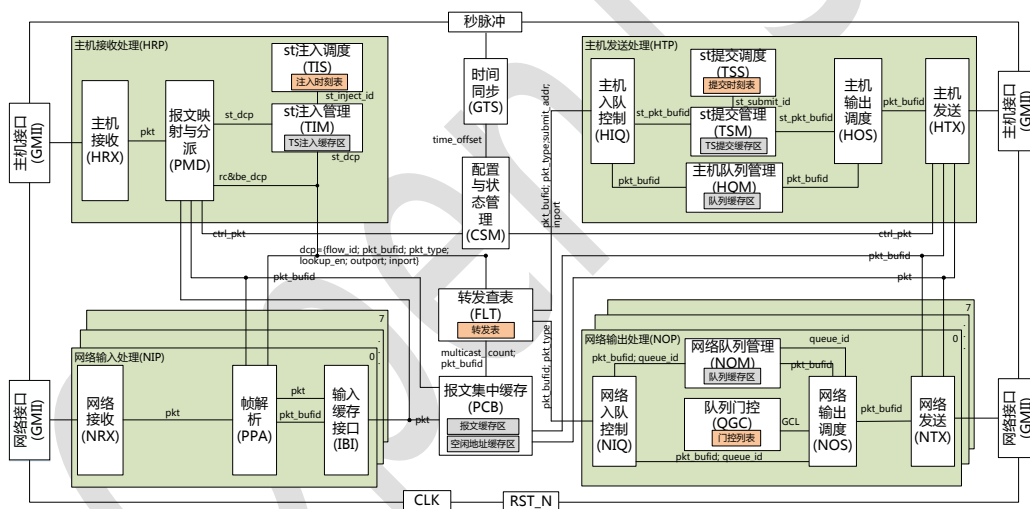 秒脉冲
主机接收处理(HRP)
st注入调度
(TIS)
注入时刻表
st_inject_id
st注入管理
(TIM)
TS注入缓存区
st_dcp
st_dcp
主机接口
(GMII)
主机
接收
(HRX)
pkt
报文映
射与分
派
(PMD)
rc&be_dcp
时间
同步
(GTS)
time_offset
配置
与状
态管
理
(CSM)
ctrl_pkt
ctrl_pkt
pkt_bufid; pkt_type;submit_addr;
inport
主机发送处理(HTP)
st提交调度
(TSS)
提交时刻表
st_submit_id
st提交管理
(TSM)
TS提交缓存区
主机
入队
控制
(HIQ)
st_pkt_bufid
st_pkt_bufid
主机队列管理
(HQM)
队列缓存区
pkt_bufid
pkt_bufid
主机
输出
调度
(HOS)
pkt_bufid
主机
发送
(HTX)
主机接口
(GMII)
dcp={flow_id; pkt_bufid; pkt_type;
lookup_en; outport; inport}
pkt_bufid
pkt_bufid
pkt
转发查表
(FLT)
转发表
multicast_count;
pkt_bufid
pkt_bufid; pkt_type
报文集中缓存
(PCB)
报文缓存区
空闲地址缓存区
7
0
网络输入处理(NIP)
网络接口
(GMII)
网络
接收
(NRX)
pkt
帧解
析
(PPA)
pkt
pkt_bufid
输入
缓存
接口
(IBI)
pkt
7
0
网络输出处理(NOP)
网络队列管理
(NQM)
队列缓存区
queue_id
pkt_bufid; queue_id
pkt_bufid
网络
入队
控制
(NIQ)
队列门控
(QGC)
门控列表
GCL
pkt_bufid; queue_id
网络
输出
调度
(NOS)
pkt_bufid
网络
发送
(NTX)
网络接口
(GMII)
CLK
RST_N